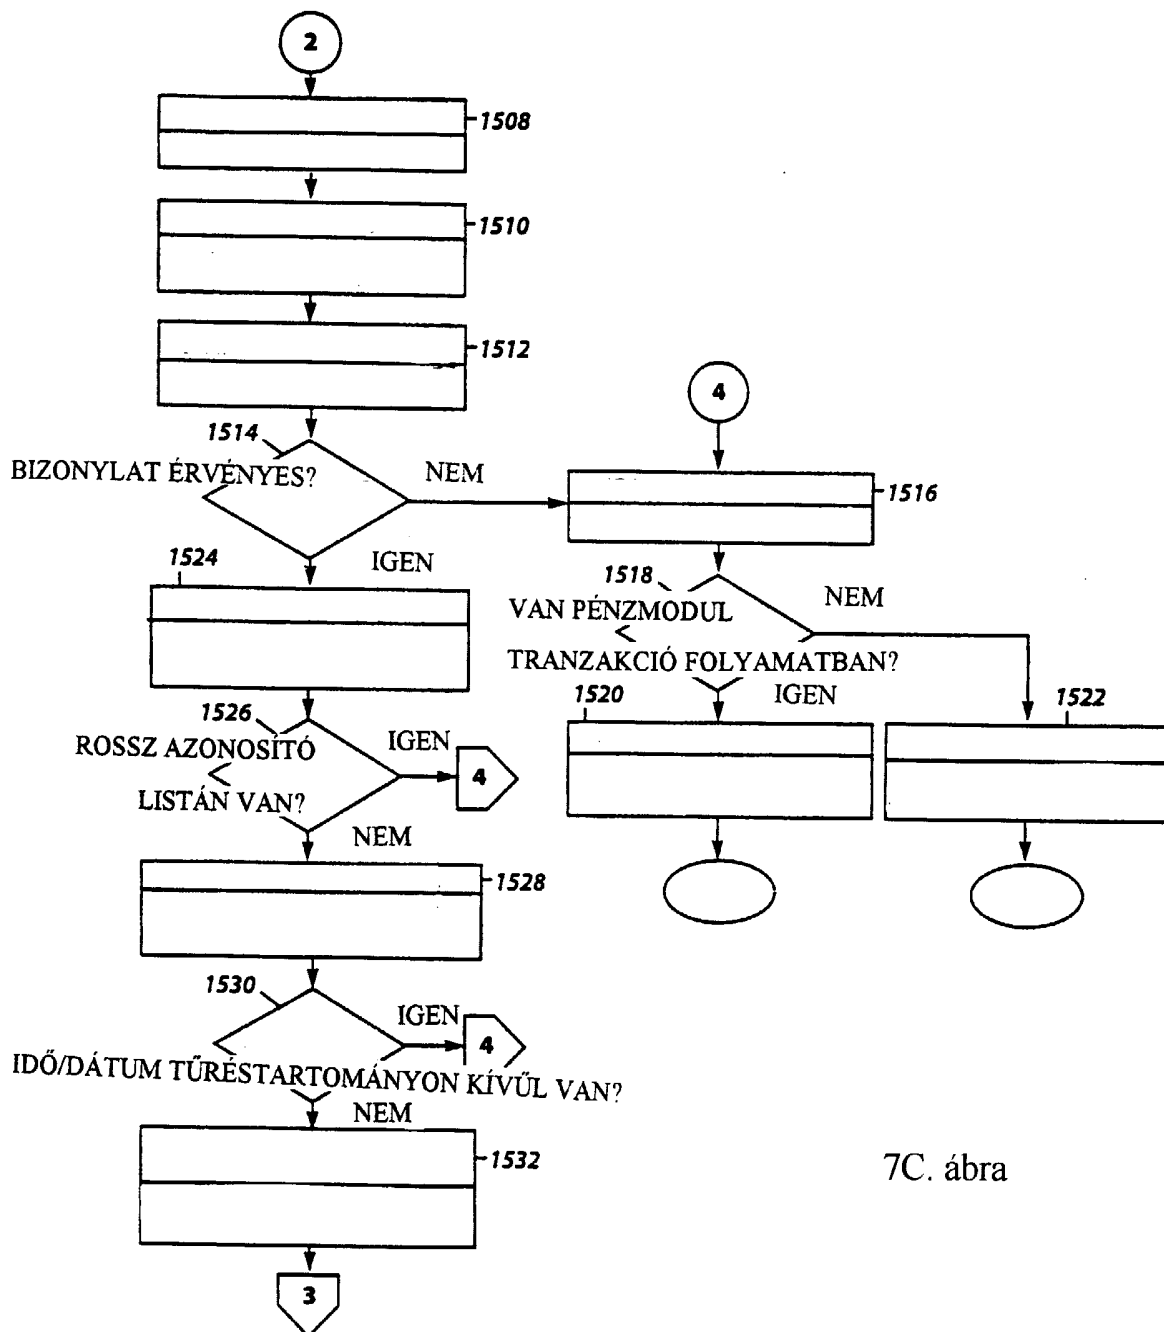 2
1508
1510
1512
4
1514
BIZONYLAT ÉRVÉNYES?
NEM
1516
1524
IGEN
1518
VAN PÉNZMODUL
TRANZAKCIÓ FOLYAMATBAN?
NEM
IGEN
1520
1522
1526
ROSSZ AZONOSÍTÓ
LISTÁN VAN?
IGEN
4
NEM
1528
1530
IGEN
4
IDŐ/DÁTUM TŰRÉSTARTOMÁNYON KÍVŰL VAN?
NEM
1532
7C. ábra
3